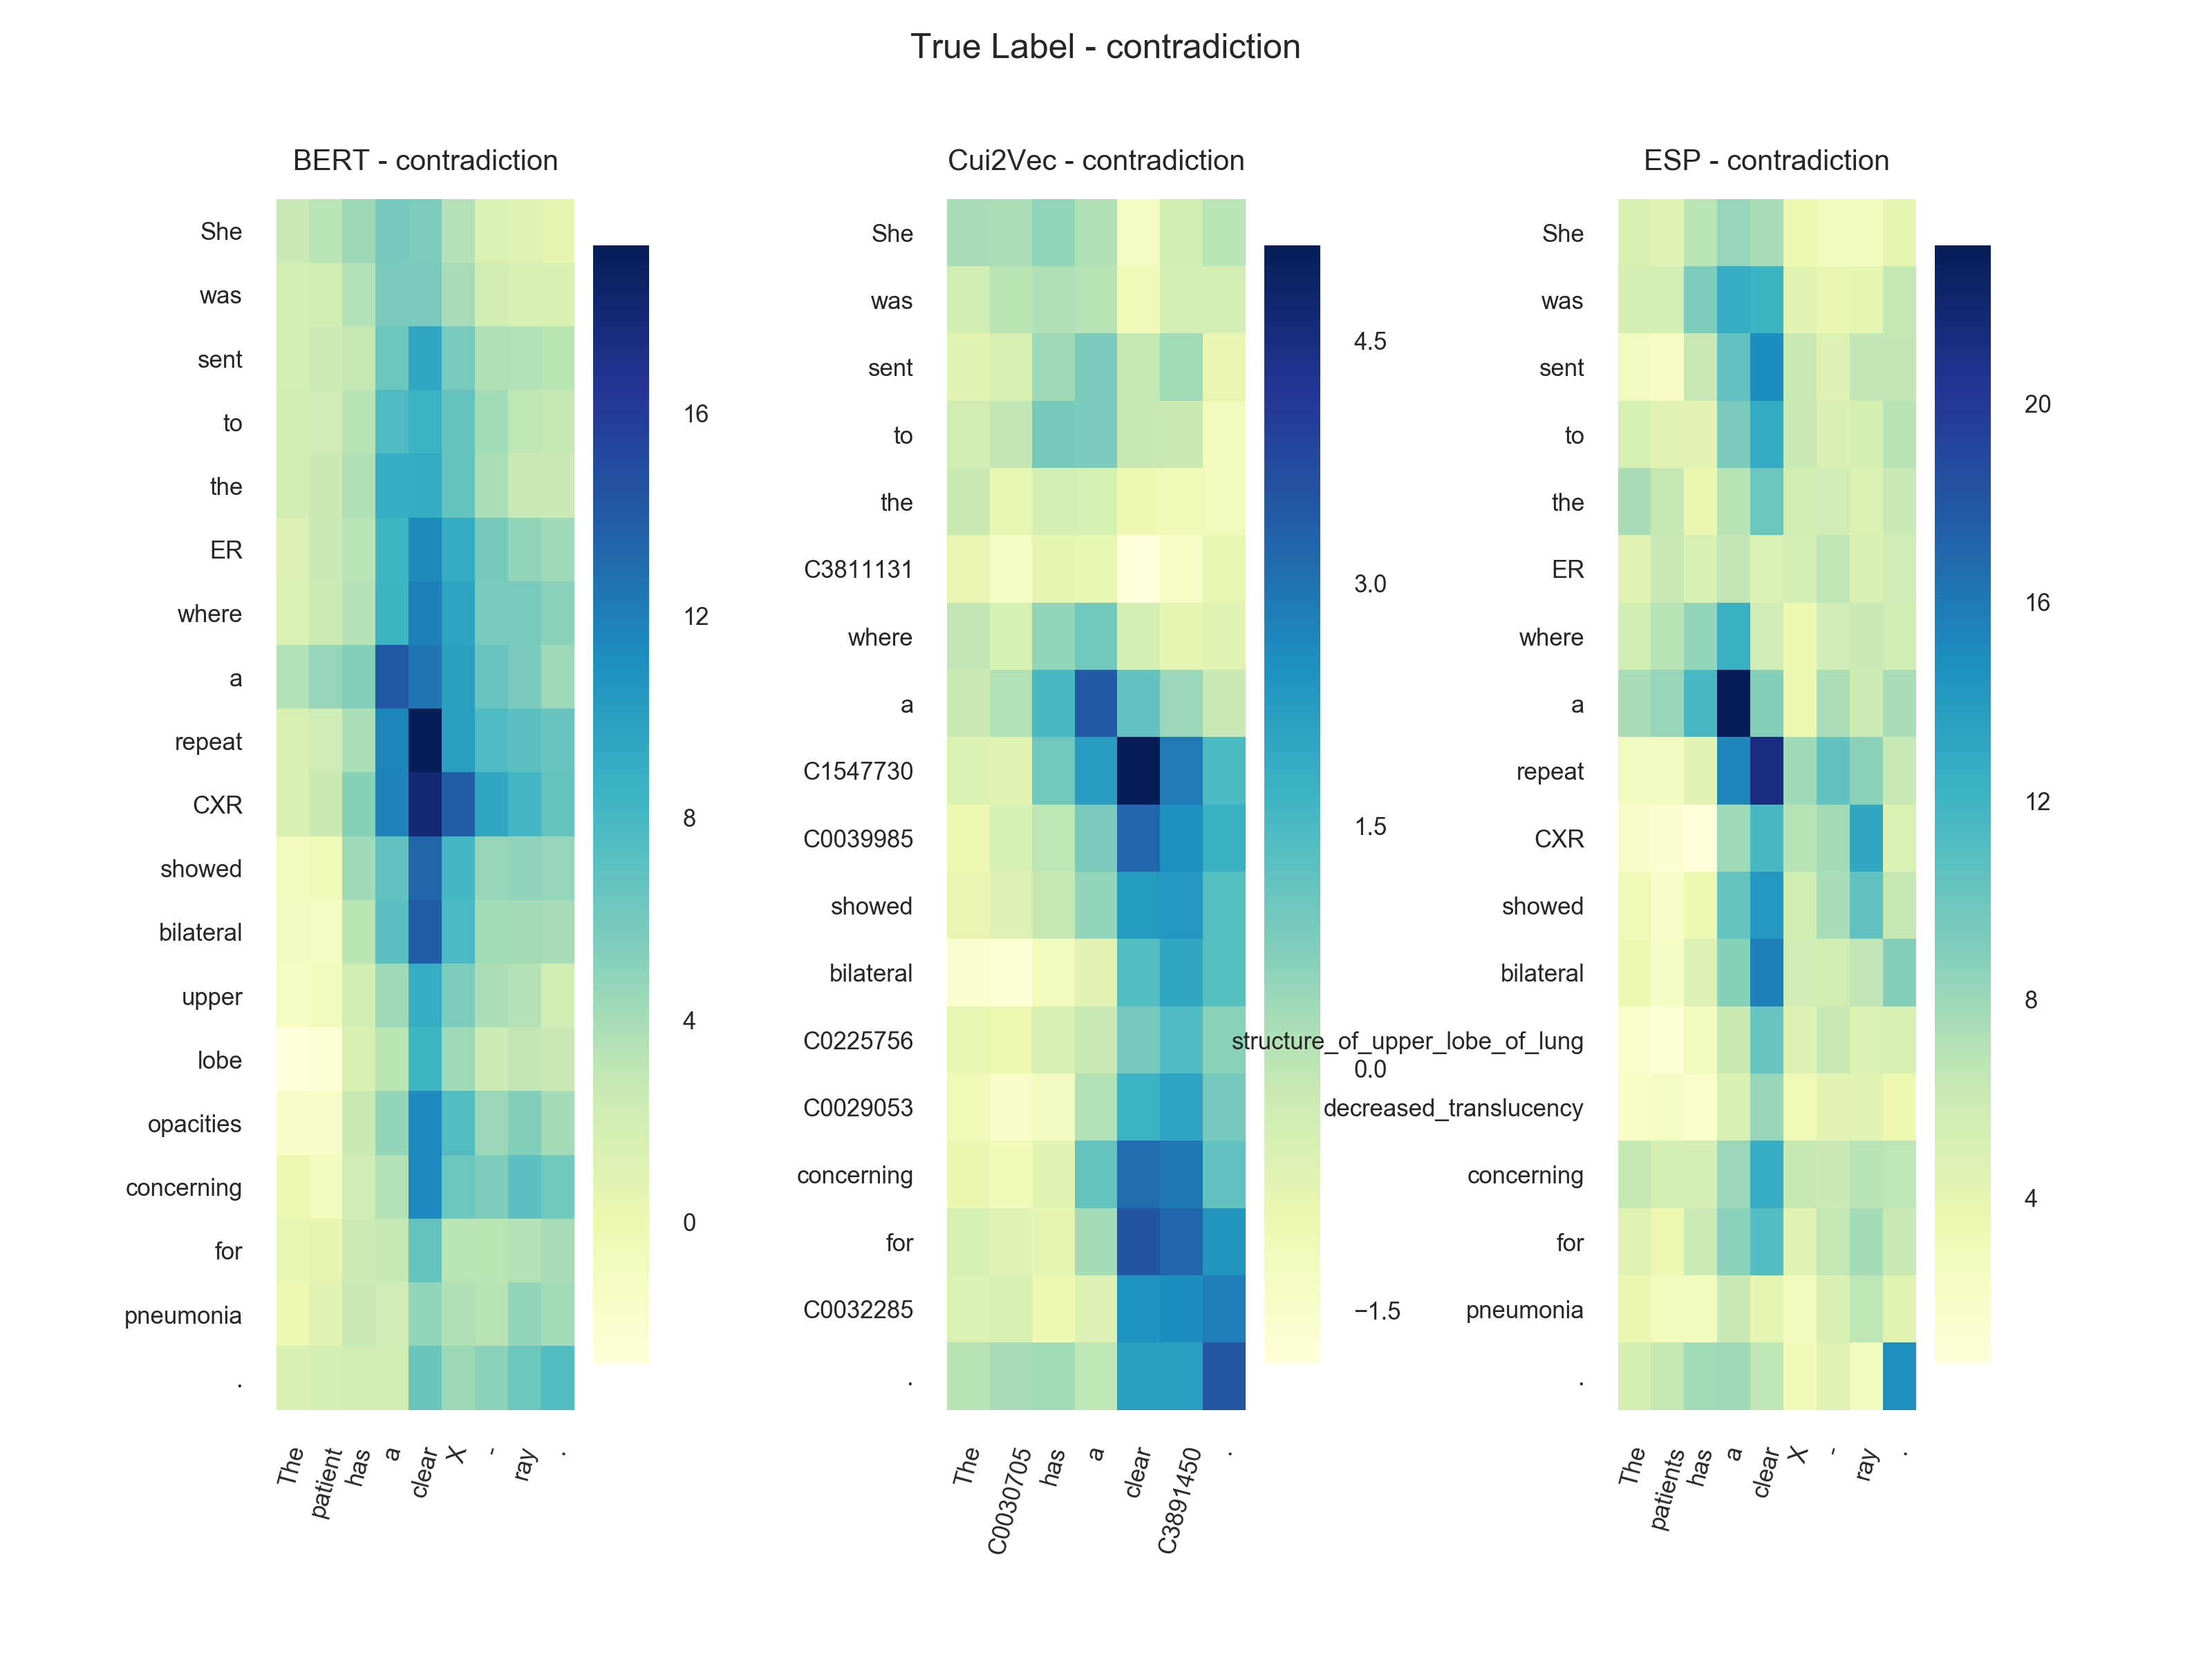 True Label - contradiction
BERT - contradiction
She
was
sent
to
the
ER
where
a
repeat
CXR
showed
bilateral
upper
lobe
opacities
concerning
for
pneumonia
.
The
patient
has
a
clear
X
-
ray
.
16
12
8
4
0
Cui2Vec - contradiction
She
was
sent
to
the
C3811131
where
a
C1547730
C0039985
showed
bilateral
C0225756
C0029053
concerning
for
C0032285
.
The
C0030705
has
a
clear
C3891450
.
4.5
3.0
1.5
0.0
−1.5
ESP - contradiction
She
was
sent
to
the
ER
where
a
repeat
CXR
showed
bilateral
structure_of_upper_lobe_of_lung
decreased_translucency
concerning
for
pneumonia
.
The
patients
has
a
clear
X
-
ray
.
20
16
12
8
4